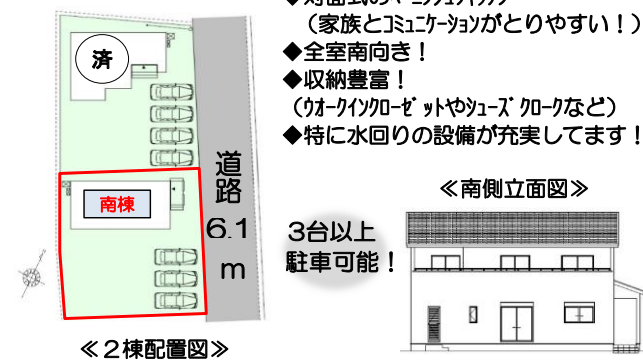 （家族とｺﾐｭﾆｹｰｼｮﾝがとりやすい！）
◆全室南向き！
◆収納豊富！
（ｳｵｰｸｲﾝｸﾛｰｾﾞｯﾄやｼｭｰｽﾞｸﾛｰｸなど）
◆特に水回りの設備が充実してます！
済
南棟
道路
6.1
m
3台以上
駐車可能！
≪南側立面図≫
≪２棟配置図≫